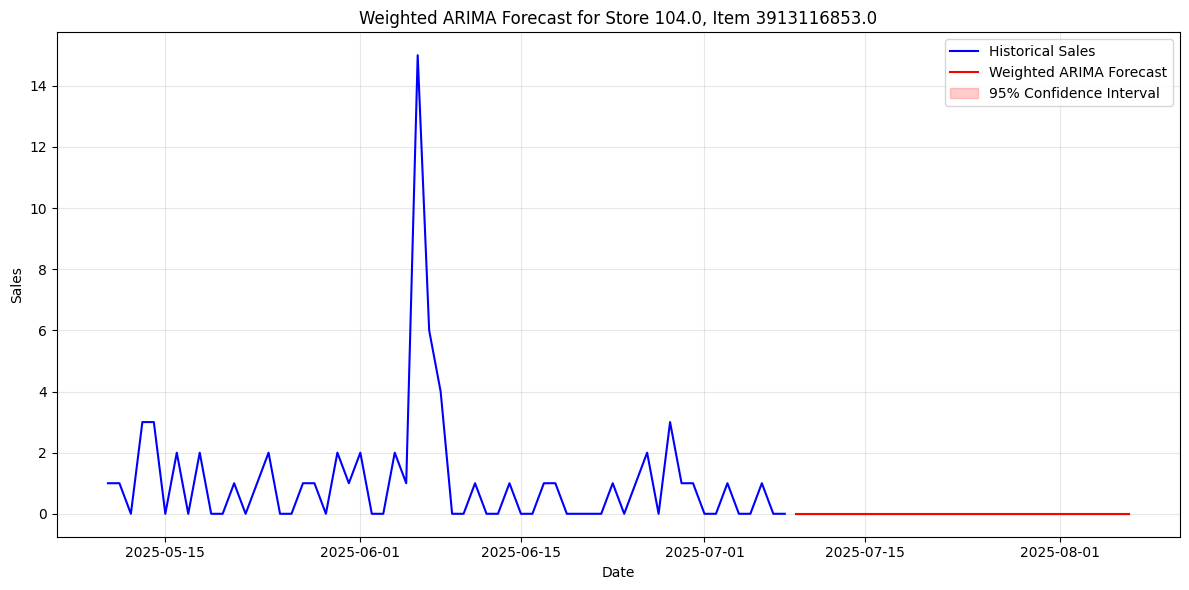 Weighted ARIMA Forecast for Store 104.0, Item 3913116853.0
Historical Sales
Weighted ARIMA Forecast
95% Confidence Interval
Sales
14
12
10
8
6
4
2
0
2025-05-15
2025-06-01
2025-06-15
2025-07-01
2025-07-15
2025-08-01
Date